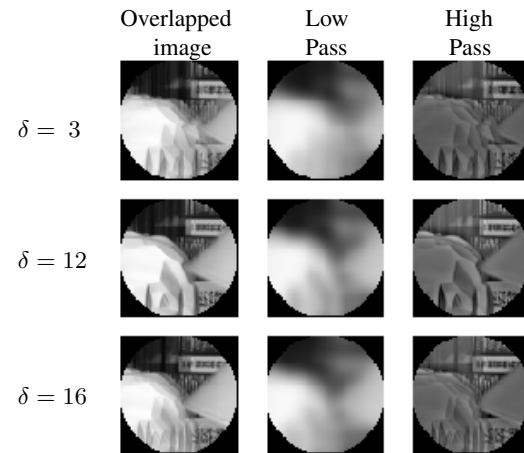 Overlapped Low High
image Pass Pass
δ = 3
δ = 12
δ = 16